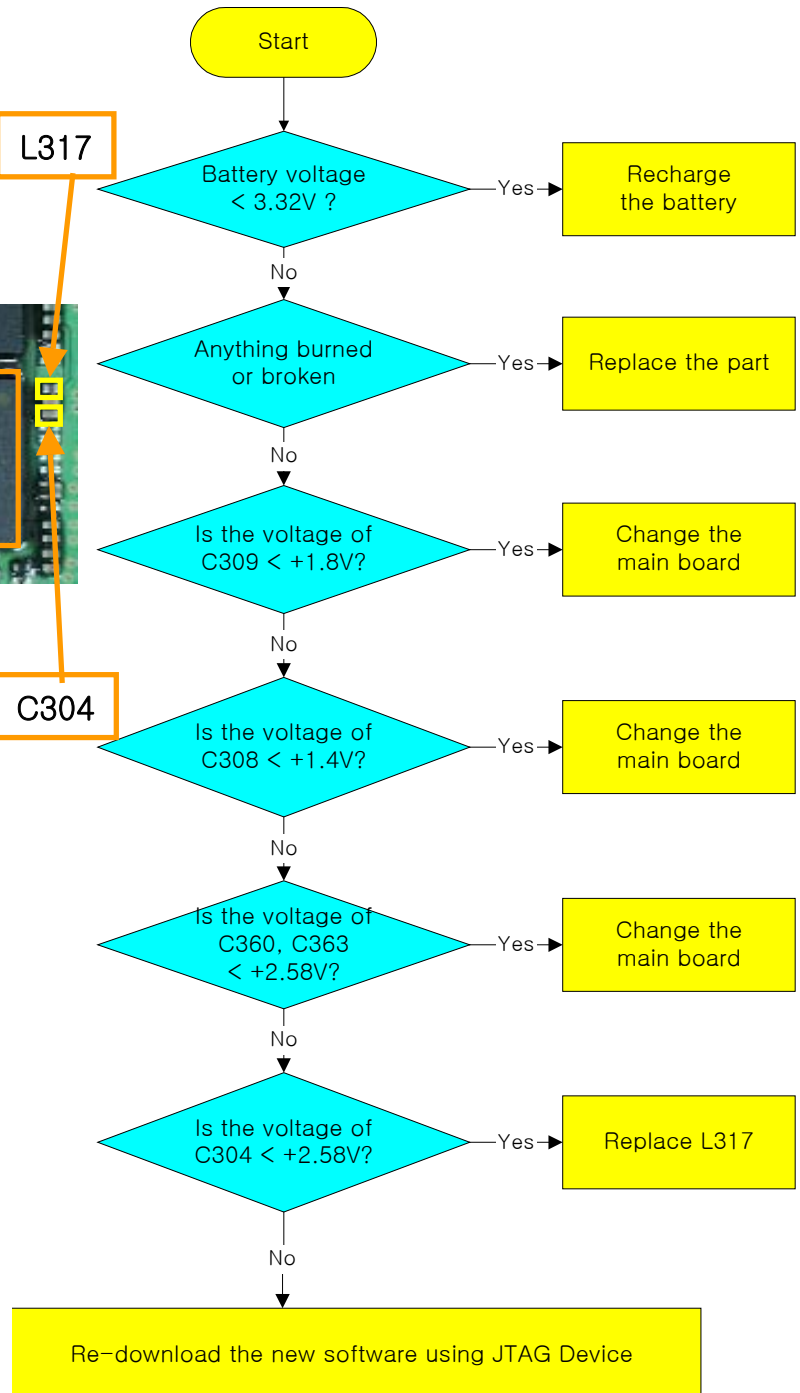 Start
L317
Battery voltage
< 3.32V ?
Yes
Recharge
the battery
No
Anything burned
or broken
Yes
Replace the part
No
Is the voltage of
C309 < +1.8V?
Yes
Change the
main board
No
C304
Is the voltage of
C308 < +1.4V?
Yes
Change the
main board
No
Is the voltage of
C360, C363
< +2.58V?
Yes
Change the
main board
No
Is the voltage of
C304 < +2.58V?
Yes
Replace L317
No
Re-download the new software using JTAG Device